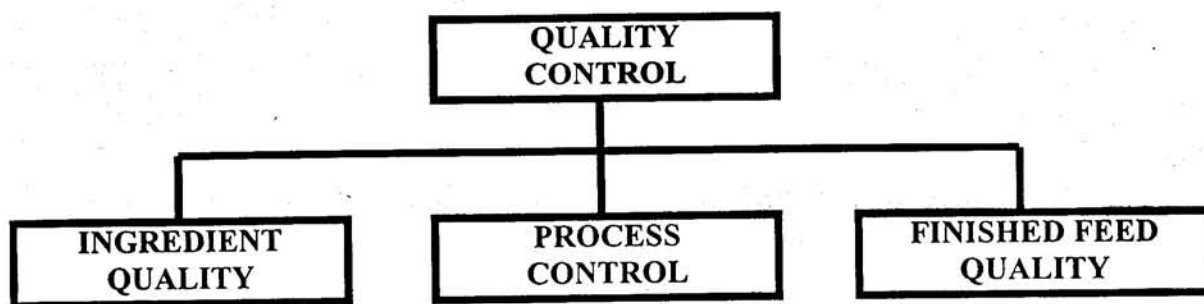 QUALITY
CONTROL
INGREDIENT
QUALITY
PROCESS
CONTROL
FINISHED FEED
QUALITY